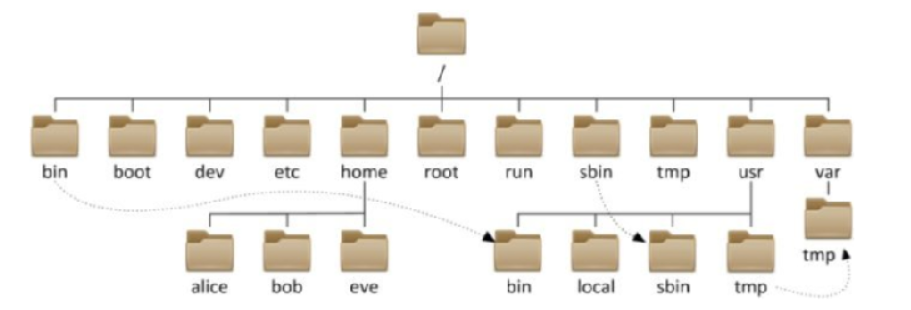 /
bin boot dev etc home root run sbin tmp usr var
tmp
alice bob eve bin local sbin tmp